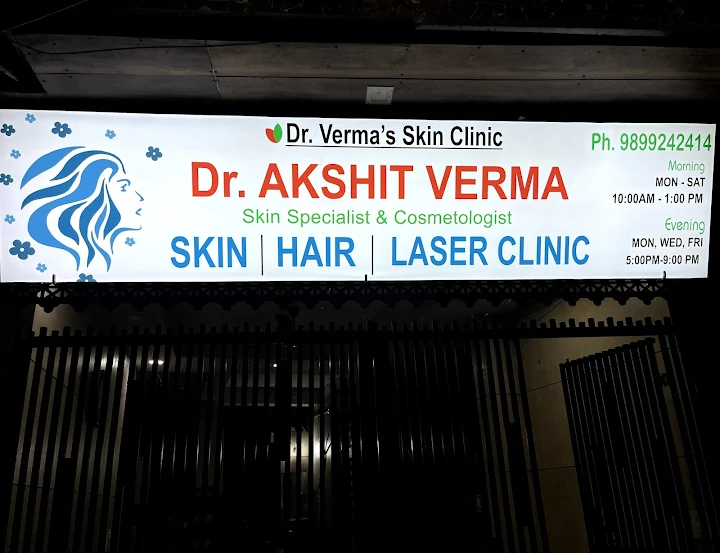 Dr. Verma's Skin Clinic
Dr. AKSHIT VERMA
Skin Specialist & Cosmetologist
SKIN | HAIR | LASER CLINIC
Ph. 9899242414
Morning
MON - SAT
10:00AM - 1:00 PM
Evening
MON, WED, FRI
5:00PM-9:00 PM